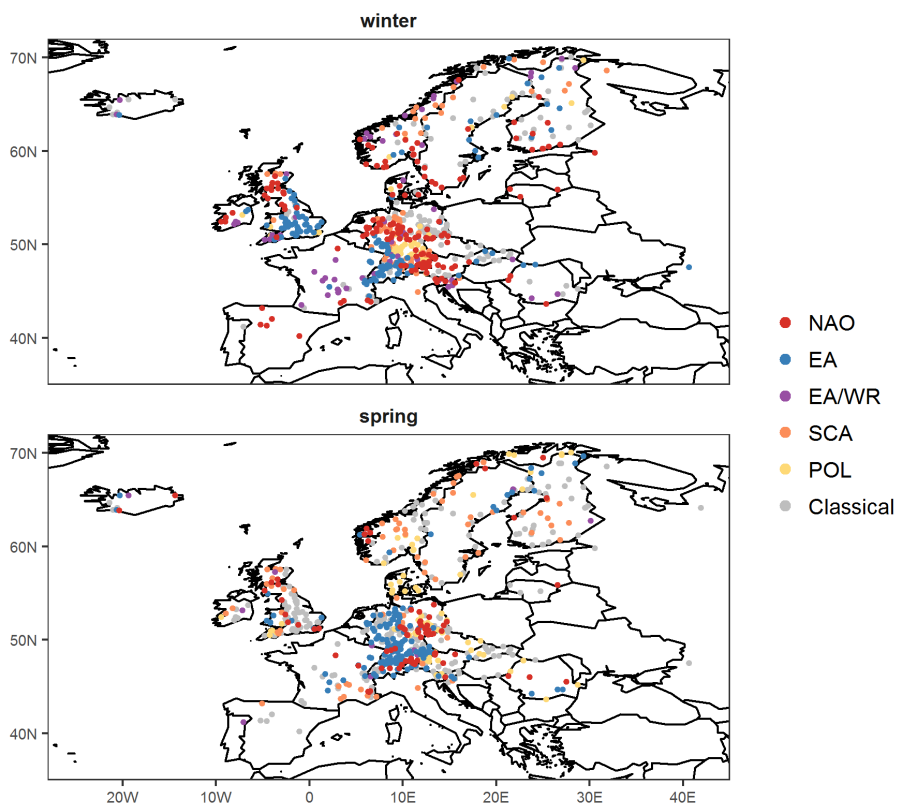 winter
70N
60N
50N
40N
spring
70N
60N
50N
40N
20W
10W
0
10E
20E
30E
40E
NAO
EA
EA/WR
SCA
POL
Classical